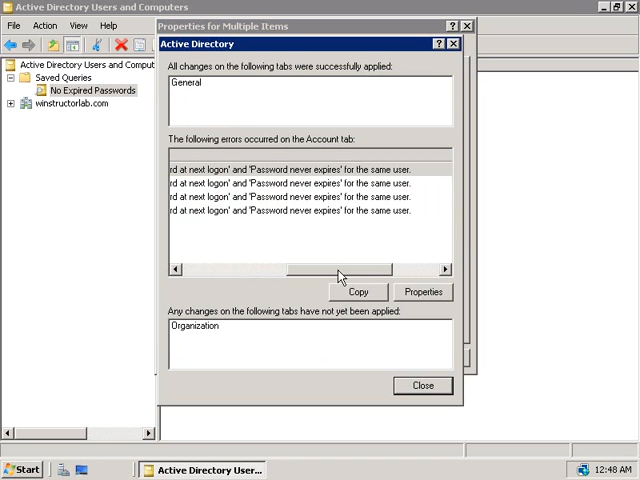 Active Directory Users and Computers
File Action View Help
Properties for Multiple Items
Active Directory
Active Directory Users and Comput
Saved Queries
No Expired Passwords
winstructorlab.com
All changes on the following tabs were successfully applied:
General
The following errors occurred on the Account tab:
rd at next logon' and 'Password never expires' for the same user.
rd at next logon' and 'Password never expires' for the same user.
rd at next logon' and 'Password never expires' for the same user.
rd at next logon' and 'Password never expires' for the same user.
Copy Properties
Any changes on the following tabs have not yet been applied:
Organization
Close
Start Active Directory User... 12:48 AM